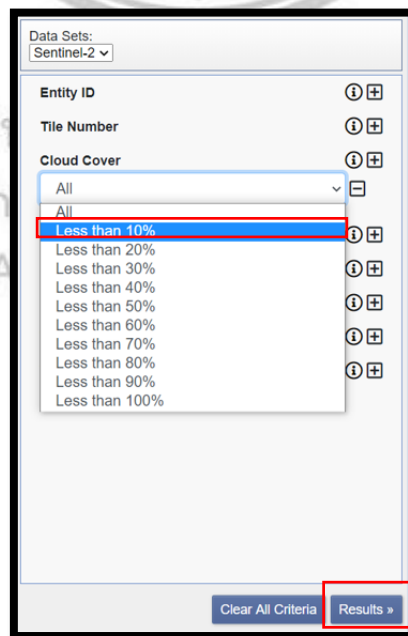 Data Sets:
Sentinel-2
Entity ID
Tile Number
Cloud Cover
All
All
Less than 10%
Less than 20%
Less than 30%
Less than 40%
Less than 50%
Less than 60%
Less than 70%
Less than 80%
Less than 90%
Less than 100%
Clear All Criteria
Results »